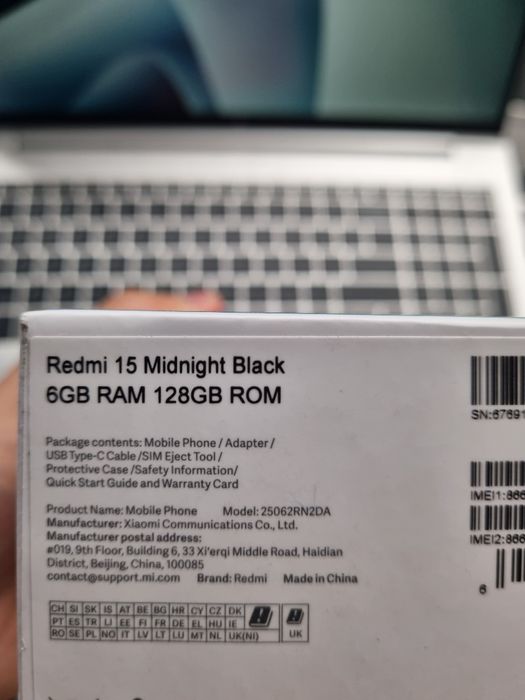 Redmi 15 Midnight Black
6GB RAM 128GB ROM
SN:67691
Package contents: Mobile Phone / Adapter /
USB Type-C Cable /SIM Eject Tool /
Protective Case /Safety Information/
Quick Start Guide and Warranty Card
IMEI1:866
Product Name: Mobile Phone Model: 25062RN2DA
Manufacturer: Xiaomi Communications Co., Ltd.
Manufacturer postal address:
#019, 9th Floor, Building 6, 33 Xi'erqi Middle Road, Haidian
District, Beijing, China, 100085
IMEI2:866
contact@support.mi.com Brand: Redmi Made in China
6
CH SI SK IS AT BE BG HR CY CZ DK
PT ES TR LI EE FI FR DE EL HU IE
RO SE PL NO IT LV LT LU MT NL UK(NI)
UK